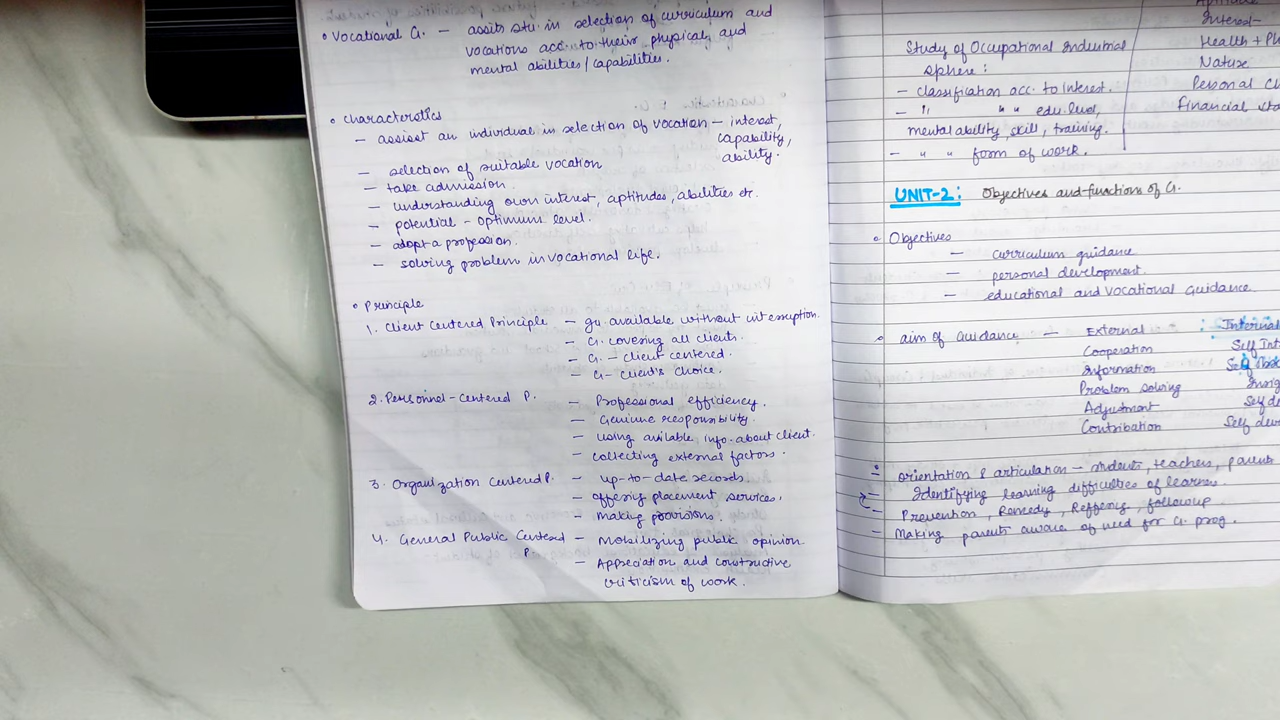 • Vocational G. — assits stu. in selection of curriculum and
vocations acc. to their physical and
mental abilities/capabilities.
• characterstics
— assisst an individual in selection of vocation — interest,
capability,
ability.
— selection of suitable vocation
— take admission.
— understanding own interest, aptitudes, abilities etc.
— potential - optimum level.
— adopt a profession.
— solving problem in vocational life.
• Principle
1. Client Centered Principle — gu. available without interruption.
— G. covering all clients.
— G. — client centered.
— G — client's choice.
2. Personnel-Centered P. — Professional efficiency.
— Genuine responsibility.
— using available info. about client.
— collecting external factors.
3. Organization Centered P. — up-to-date records
— offering placement services.
— making provisions.
4. General Public Centered P. — Mobilizing public opinion.
— Appreciation and constructive
criticism of work.
Interest
Study of Occupational Industrial Health +
sphere: Nature
— classification acc. to interest. Personal
— " " " edu. level, Financial
mental ability, skill, training.
— " " form of work.
UNIT-2: Objectives and functions of G.
• Objectives
— curriculum guidance
— personal development.
— educational and vocational Guidance
• aim of Guidance — External : Internal
Cooperation Self
Information Self
Problem solving
Adjustment Self
Contribution Self
— orientation & articulation — students, teachers, parents
— Identifying learning difficulties of learners.
— Prevention, Remedy, Reffering, followup
— Making parents aware of need for G. prog.